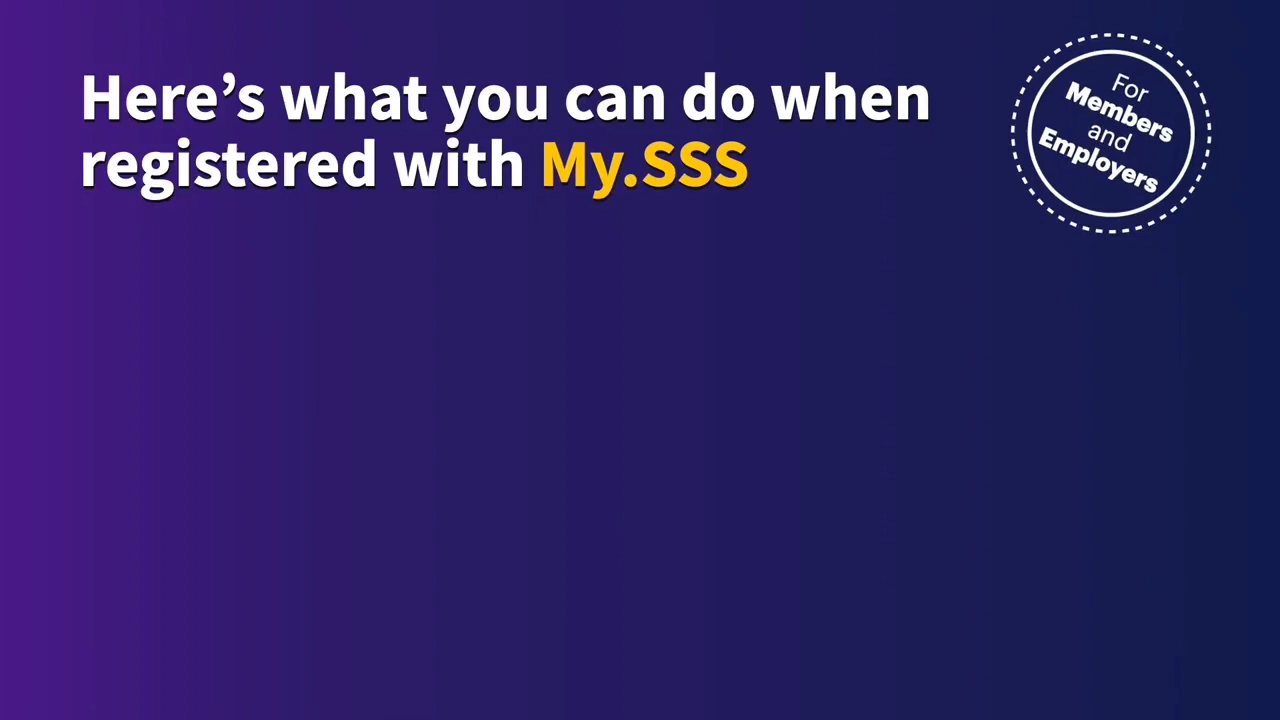 Here’s what you can do when
registered with My.SSS
For
Members
and
Employers